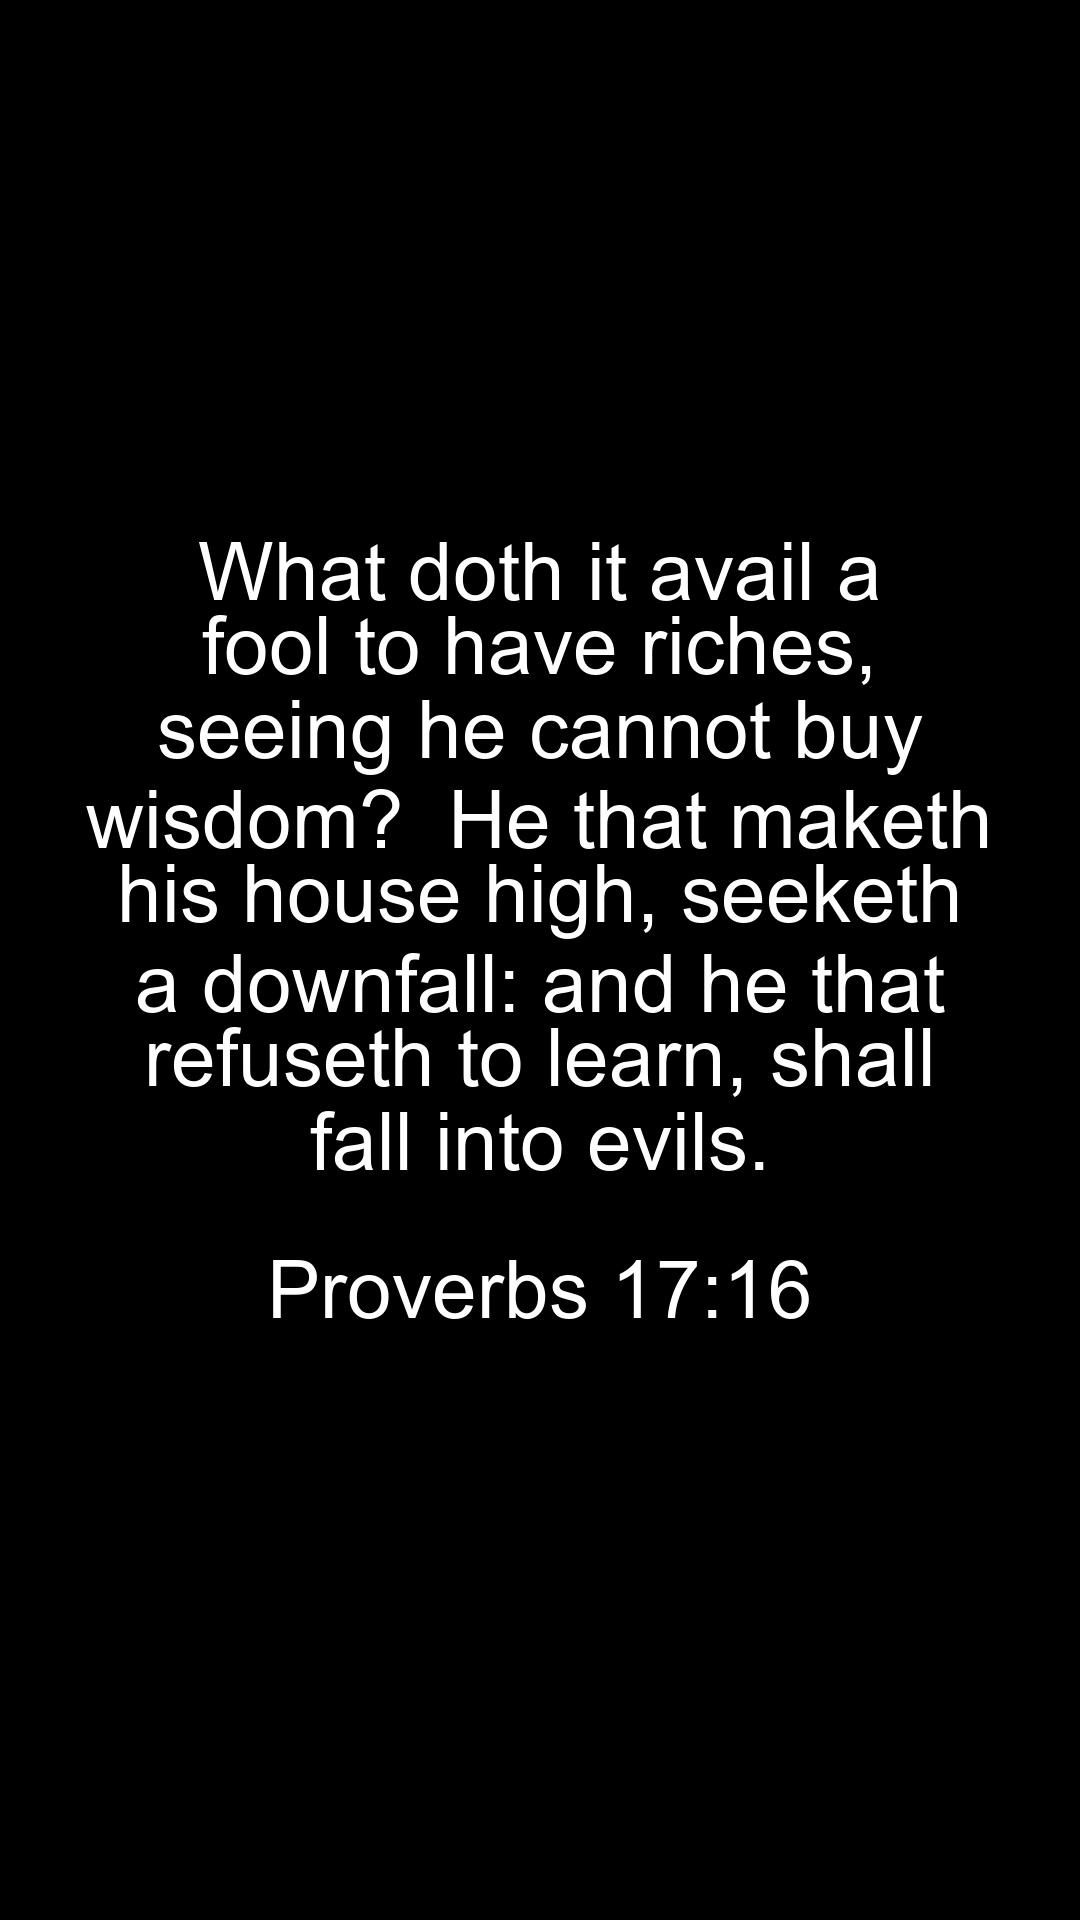 What doth it avail a
fool to have riches,
seeing he cannot buy
wisdom?  He that maketh
his house high, seeketh
a downfall: and he that
refuseth to learn, shall
fall into evils.
Proverbs 17:16